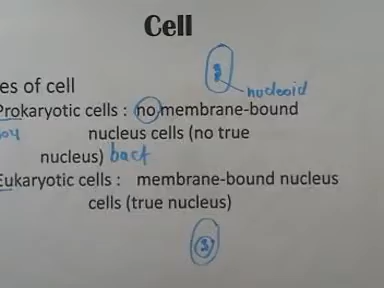 Cell
nucleoid
es of cell
Prokaryotic cells : no membrane-bound
nucleus cells (no true
nucleus) bact
Eukaryotic cells : membrane-bound nucleus
cells (true nucleus)